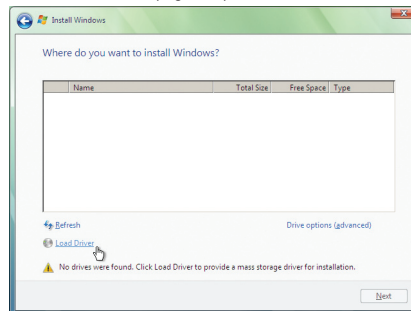 Install Windows
Where do you want to install Windows?
Name Total Size Free Space Type
Refresh Drive options (advanced)
Load Driver
No drives were found. Click Load Driver to provide a mass storage driver for installation.
Next